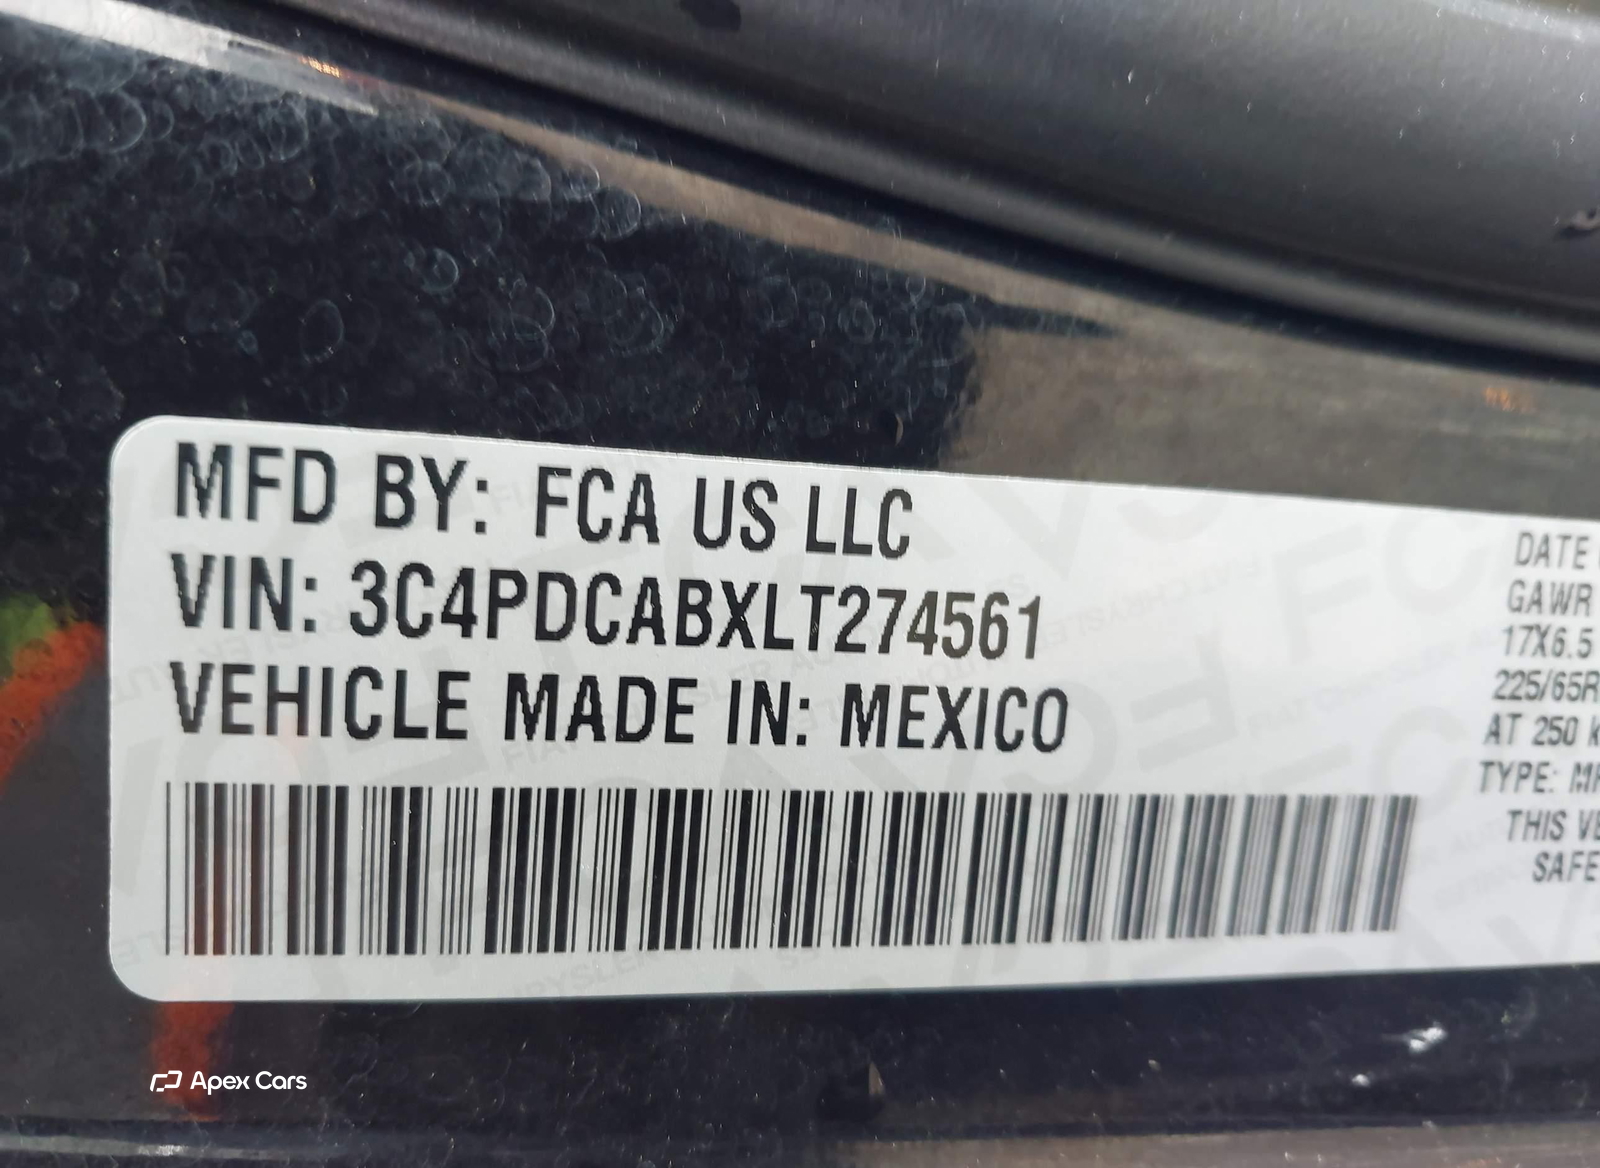 MFD BY: FCA US LLC
VIN: 3C4PDCABXLT274561
VEHICLE MADE IN: MEXICO
DATE
GAWR
17X6.5
225/65R
AT 250
TYPE:
THIS
Apex Cars